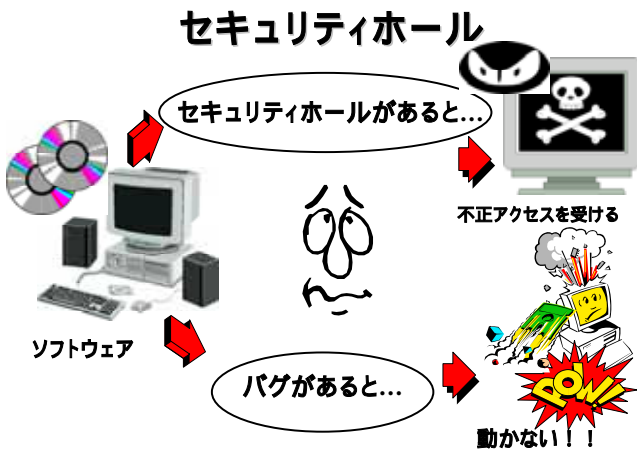 セキュリティホール
セキュリティホールがあると...
不正アクセスを受ける
ソフトウェア
バグがあると...
POW!!
動かない！！